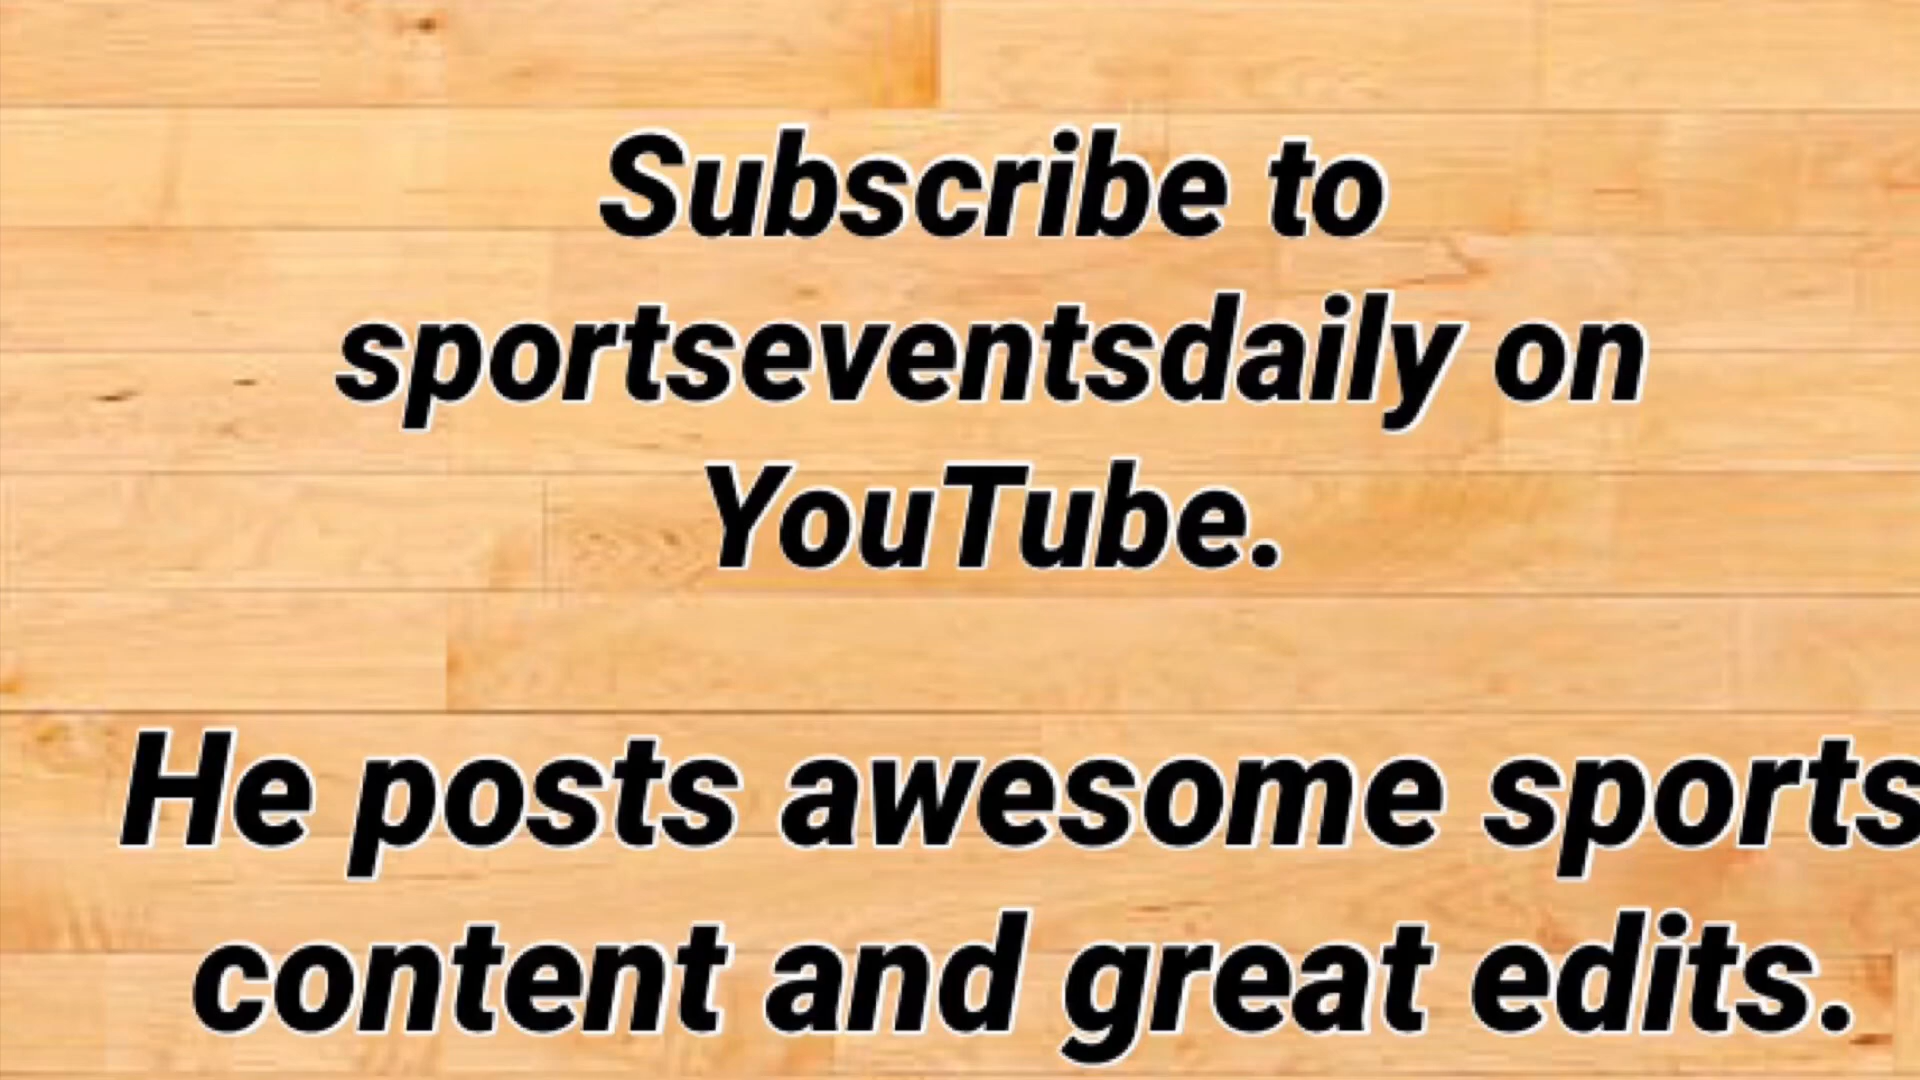 Subscribe to
sportseventsdaily on
YouTube.
He posts awesome sports
content and great edits.